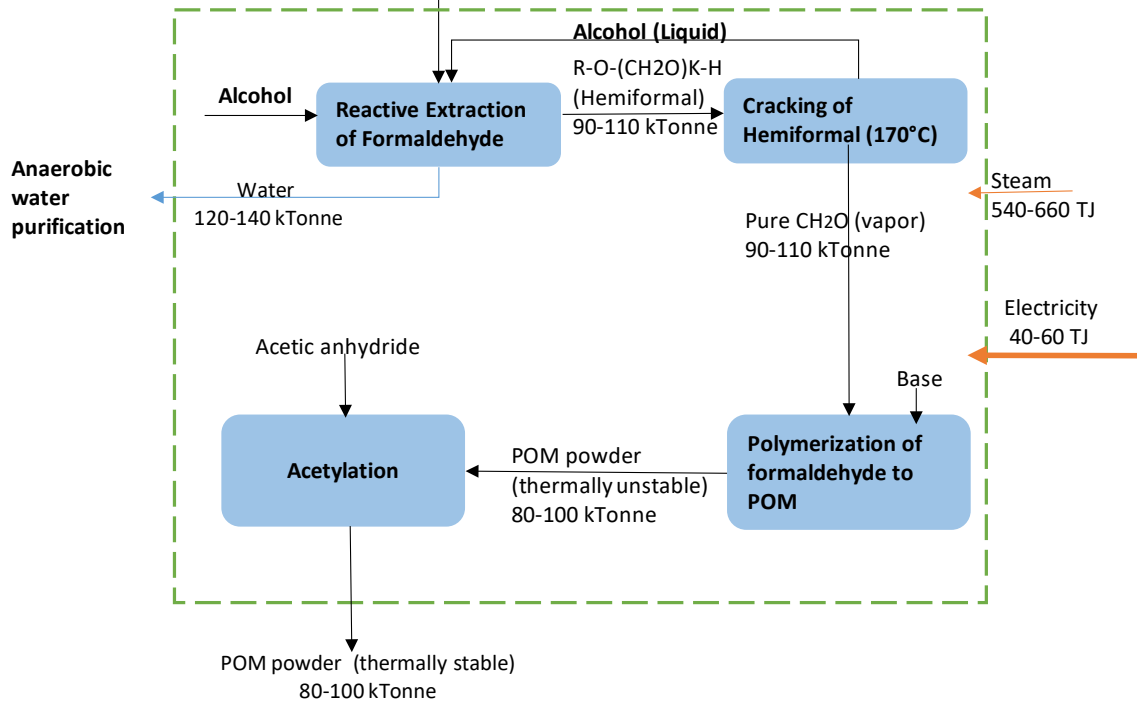 Alcohol (Liquid)
R-O-(CH2O)K-H
(Hemiformal)
90-110 kTonne
Alcohol
Reactive Extraction
of Formaldehyde
Cracking of
Hemiformal (170°C)
Anaerobic
water
purification
Water
120-140 kTonne
Steam
540-660 TJ
Pure CH2O (vapor)
90-110 kTonne
Electricity
40-60 TJ
Acetic anhydride
Base
Acetylation
POM powder
(thermally unstable)
80-100 kTonne
Polymerization of
formaldehyde to
POM
POM powder (thermally stable)
80-100 kTonne